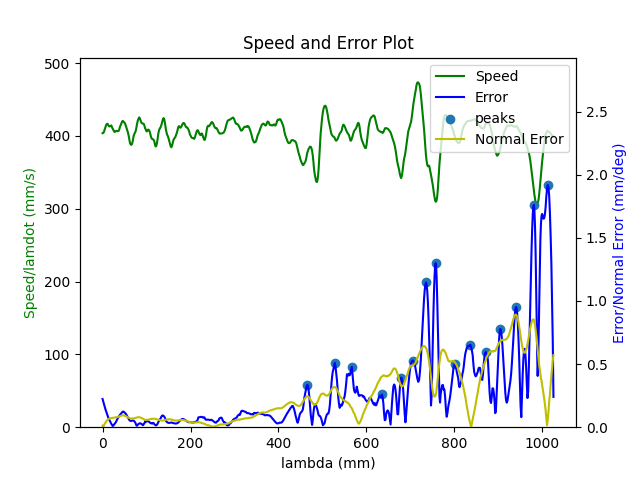 Speed and Error Plot
Speed
Error
peaks
Normal Error
500
400
300
200
100
0
Speed/lamdot (mm/s)
2.5
2.0
1.5
1.0
0.5
0.0
Error/Normal Error (mm/deg)
0 200 400 600 800 1000
lambda (mm)